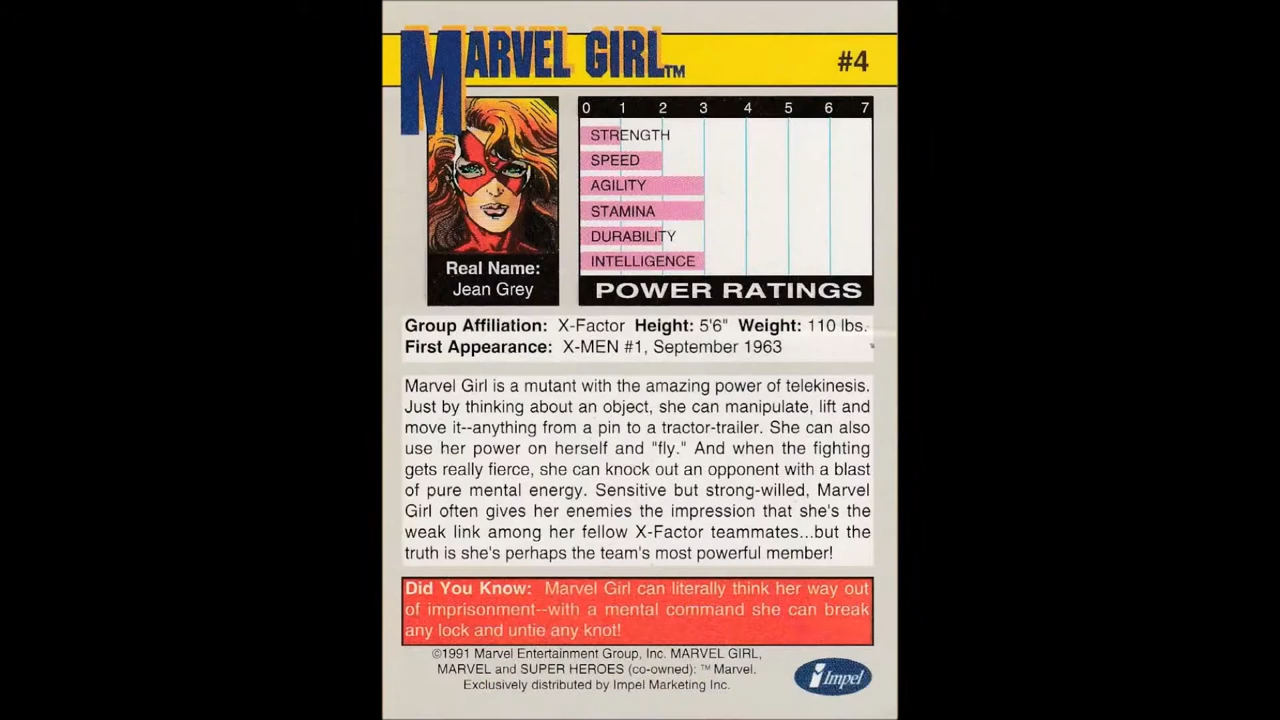 MARVEL GIRL™
#4
0 1 2 3 4 5 6 7
STRENGTH
SPEED
AGILITY
STAMINA
DURABILITY
INTELLIGENCE
POWER RATINGS
Real Name:
Jean Grey
Group Affiliation: X-Factor Height: 5'6" Weight: 110 lbs.
First Appearance: X-MEN #1, September 1963
Marvel Girl is a mutant with the amazing power of telekinesis.
Just by thinking about an object, she can manipulate, lift and
move it--anything from a pin to a tractor-trailer. She can also
use her power on herself and "fly." And when the fighting
gets really fierce, she can knock out an opponent with a blast
of pure mental energy. Sensitive but strong-willed, Marvel
Girl often gives her enemies the impression that she's the
weak link among her fellow X-Factor teammates...but the
truth is she's perhaps the team's most powerful member!
Did You Know: Marvel Girl can literally think her way out
of imprisonment--with a mental command she can break
any lock and untie any knot!
©1991 Marvel Entertainment Group, Inc. MARVEL GIRL,
MARVEL and SUPER HEROES (co-owned): ™ Marvel.
Exclusively distributed by Impel Marketing Inc.
Impel